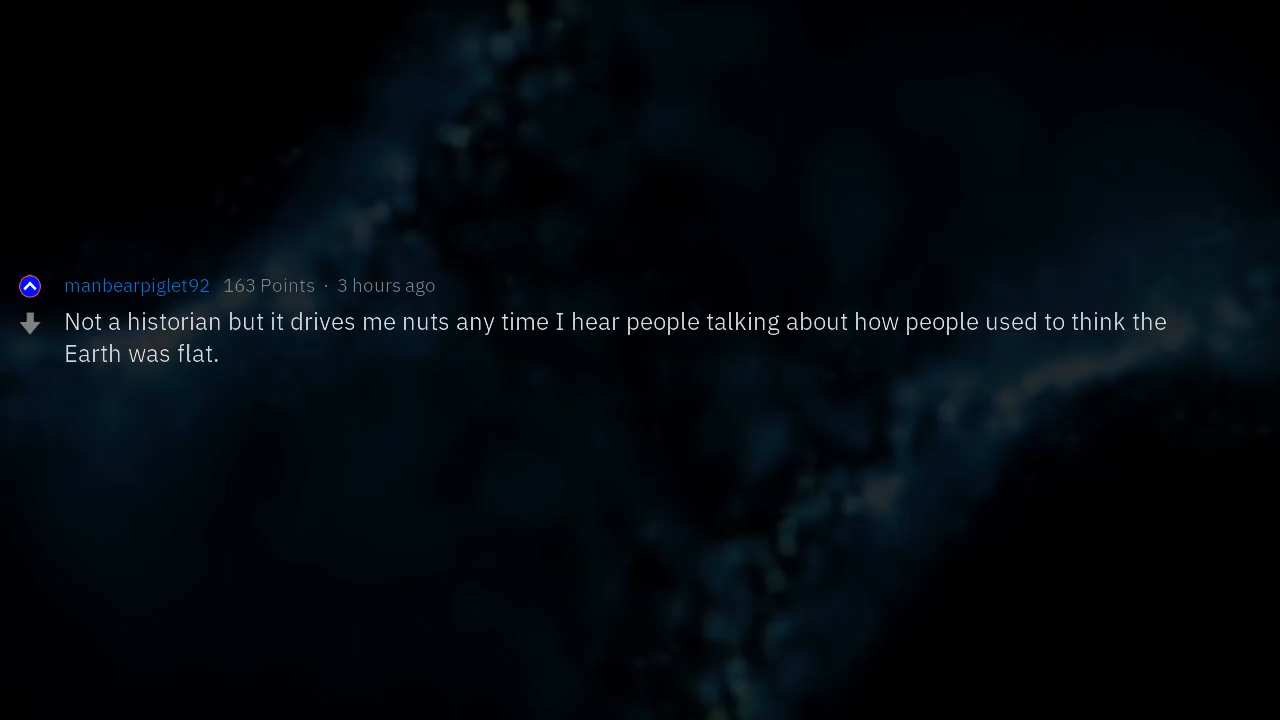 manbearpiglet92 163 Points · 3 hours ago
Not a historian but it drives me nuts any time I hear people talking about how people used to think the
Earth was flat.